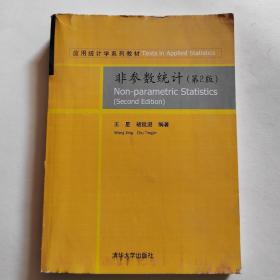 应用统计学系列教材 Texts in Applied Statistics
非参数统计(第2版)
Non-parametric Statistics
(Second Edition)
王 星 褚挺进 编著
Wang Xing Chu Tingjin
清华大学出版社